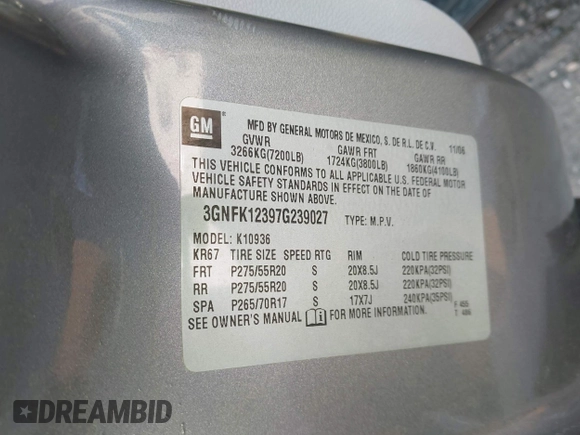 GM
MFD BY GENERAL MOTORS DE MEXICO, S. DE R.L. DE C.V. 11/06
GVWR GAWR FRT GAWR RR
3266KG(7200LB) 1724KG(3800LB) 1860KG(4100LB)
THIS VEHICLE CONFORMS TO ALL APPLICABLE U.S. FEDERAL MOTOR
VEHICLE SAFETY STANDARDS IN EFFECT ON THE DATE OF
MANUFACTURE SHOWN ABOVE.
3GNFK12397G239027 TYPE: M.P.V.
MODEL: K10936
KR67 TIRE SIZE SPEED RTG RIM COLD TIRE PRESSURE
FRT P275/55R20 S 20X8.5J 220KPA(32PSI)
RR P275/55R20 S 20X8.5J 220KPA(32PSI)
SPA P265/70R17 S 17X7J 240KPA(35PSI)
SEE OWNER'S MANUAL FOR MORE INFORMATION.
DREAMBID